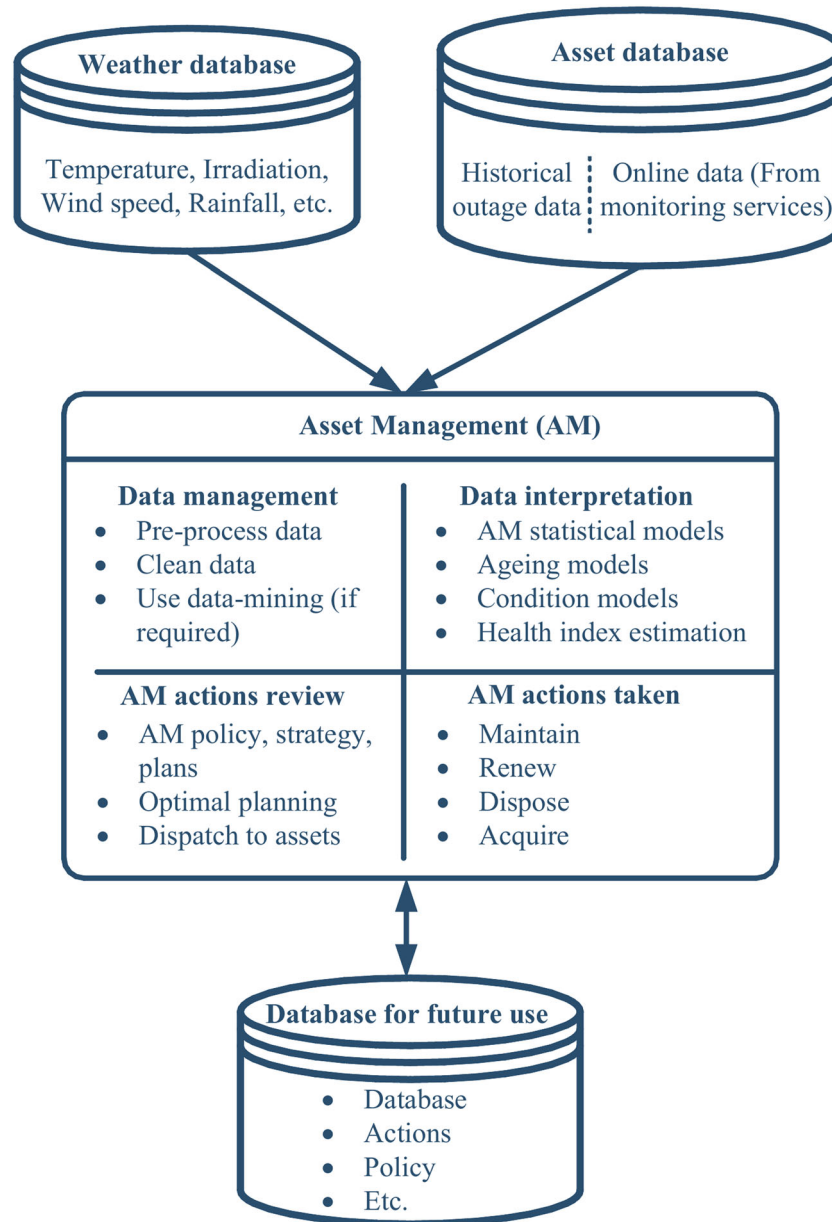 Weather database
Temperature, Irradiation,
Wind speed, Rainfall, etc.
Asset database
Historical
outage data
Online data (From
monitoring services)
Asset Management (AM)
Data management
• Pre-process data
• Clean data
• Use data-mining (if
required)
Data interpretation
• AM statistical models
• Ageing models
• Condition models
• Health index estimation
AM actions review
• AM policy, strategy,
plans
• Optimal planning
• Dispatch to assets
AM actions taken
• Maintain
• Renew
• Dispose
• Acquire
Database for future use
• Database
• Actions
• Policy
• Etc.